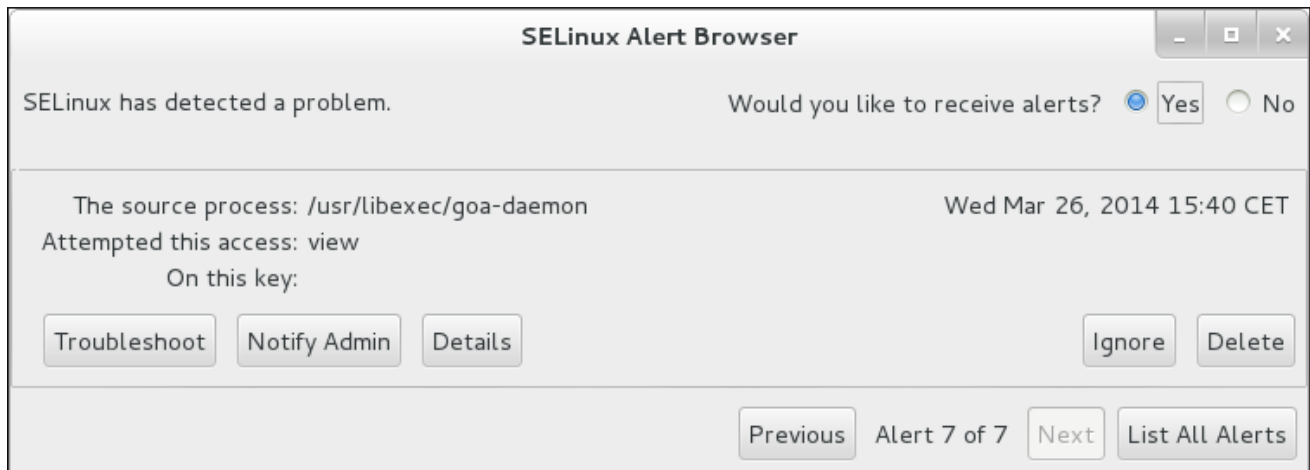 SELinux Alert Browser
SELinux has detected a problem.
Would you like to receive alerts? Yes No
The source process: /usr/libexec/goa-daemon
Wed Mar 26, 2014 15:40 CET
Attempted this access: view
On this key:
Troubleshoot Notify Admin Details Ignore Delete
Previous Alert 7 of 7 Next List All Alerts